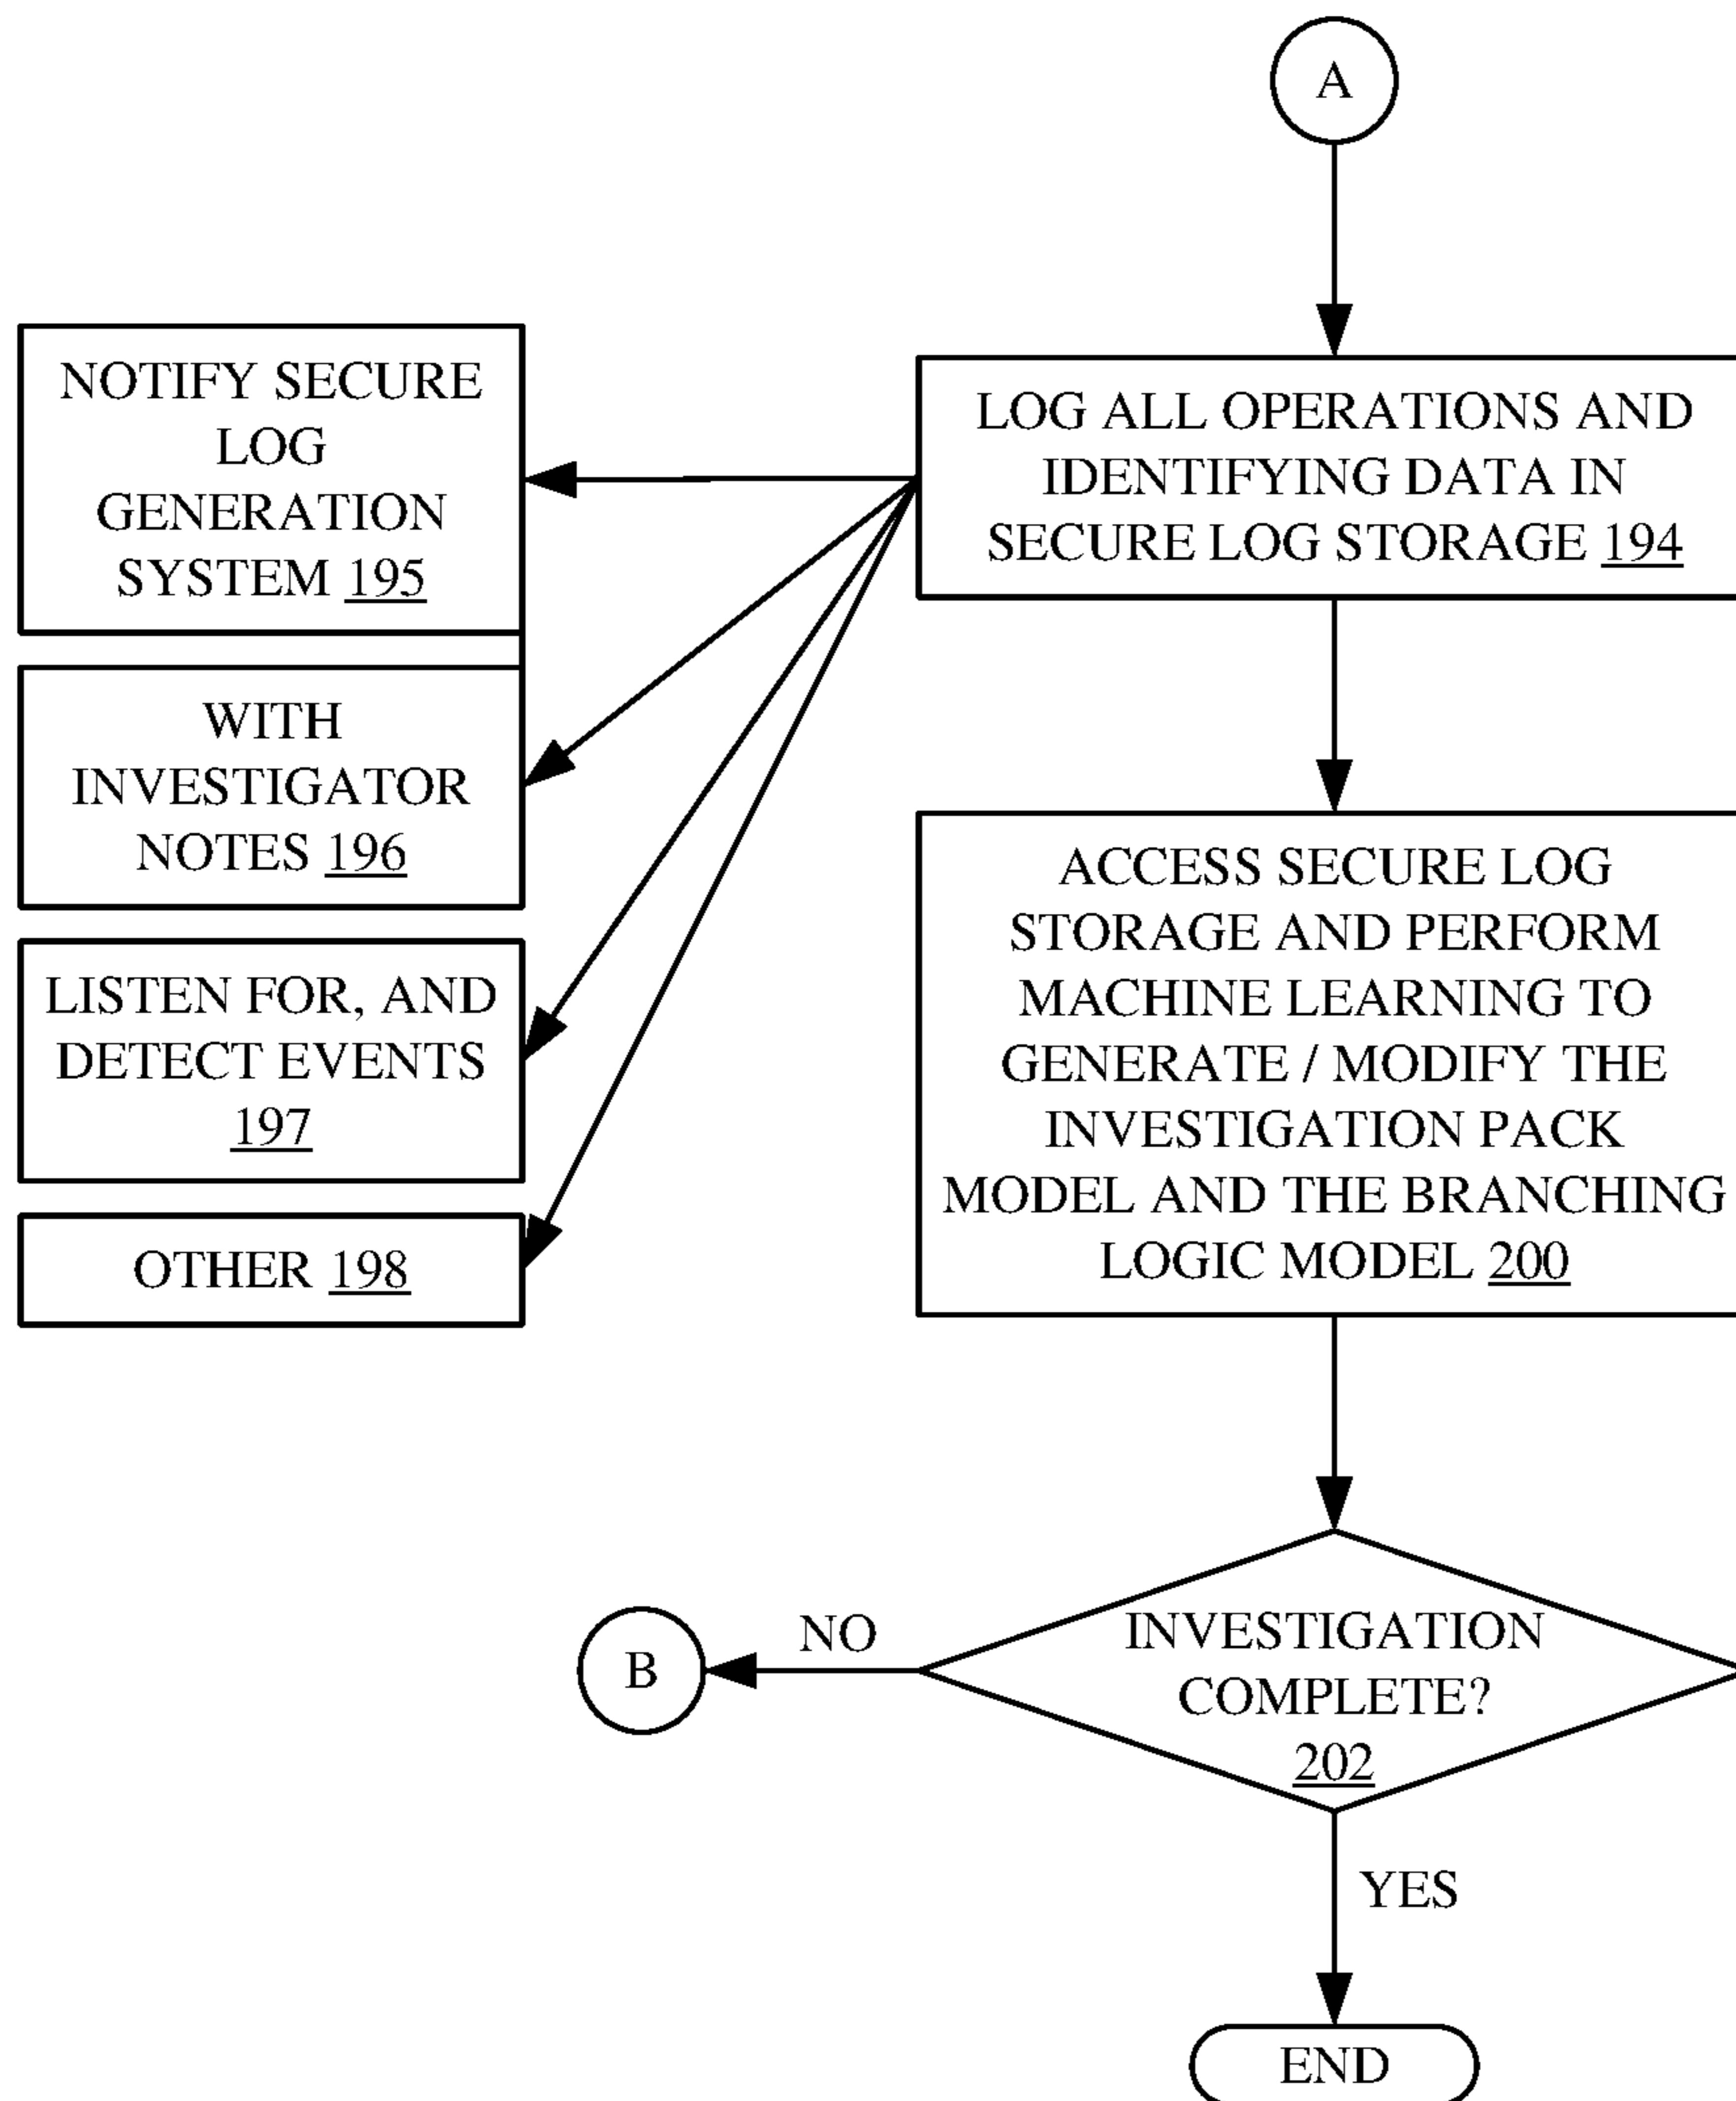 A
LOG ALL OPERATIONS AND
IDENTIFYING DATA IN
SECURE LOG STORAGE 194
NOTIFY SECURE
LOG
GENERATION
SYSTEM 195
WITH
INVESTIGATOR
NOTES 196
LISTEN FOR, AND
DETECT EVENTS
197
OTHER 198
ACCESS SECURE LOG
STORAGE AND PERFORM
MACHINE LEARNING TO
GENERATE / MODIFY THE
INVESTIGATION PACK
MODEL AND THE BRANCHING
LOGIC MODEL 200
INVESTIGATION
COMPLETE?
202
NO
B
YES
END